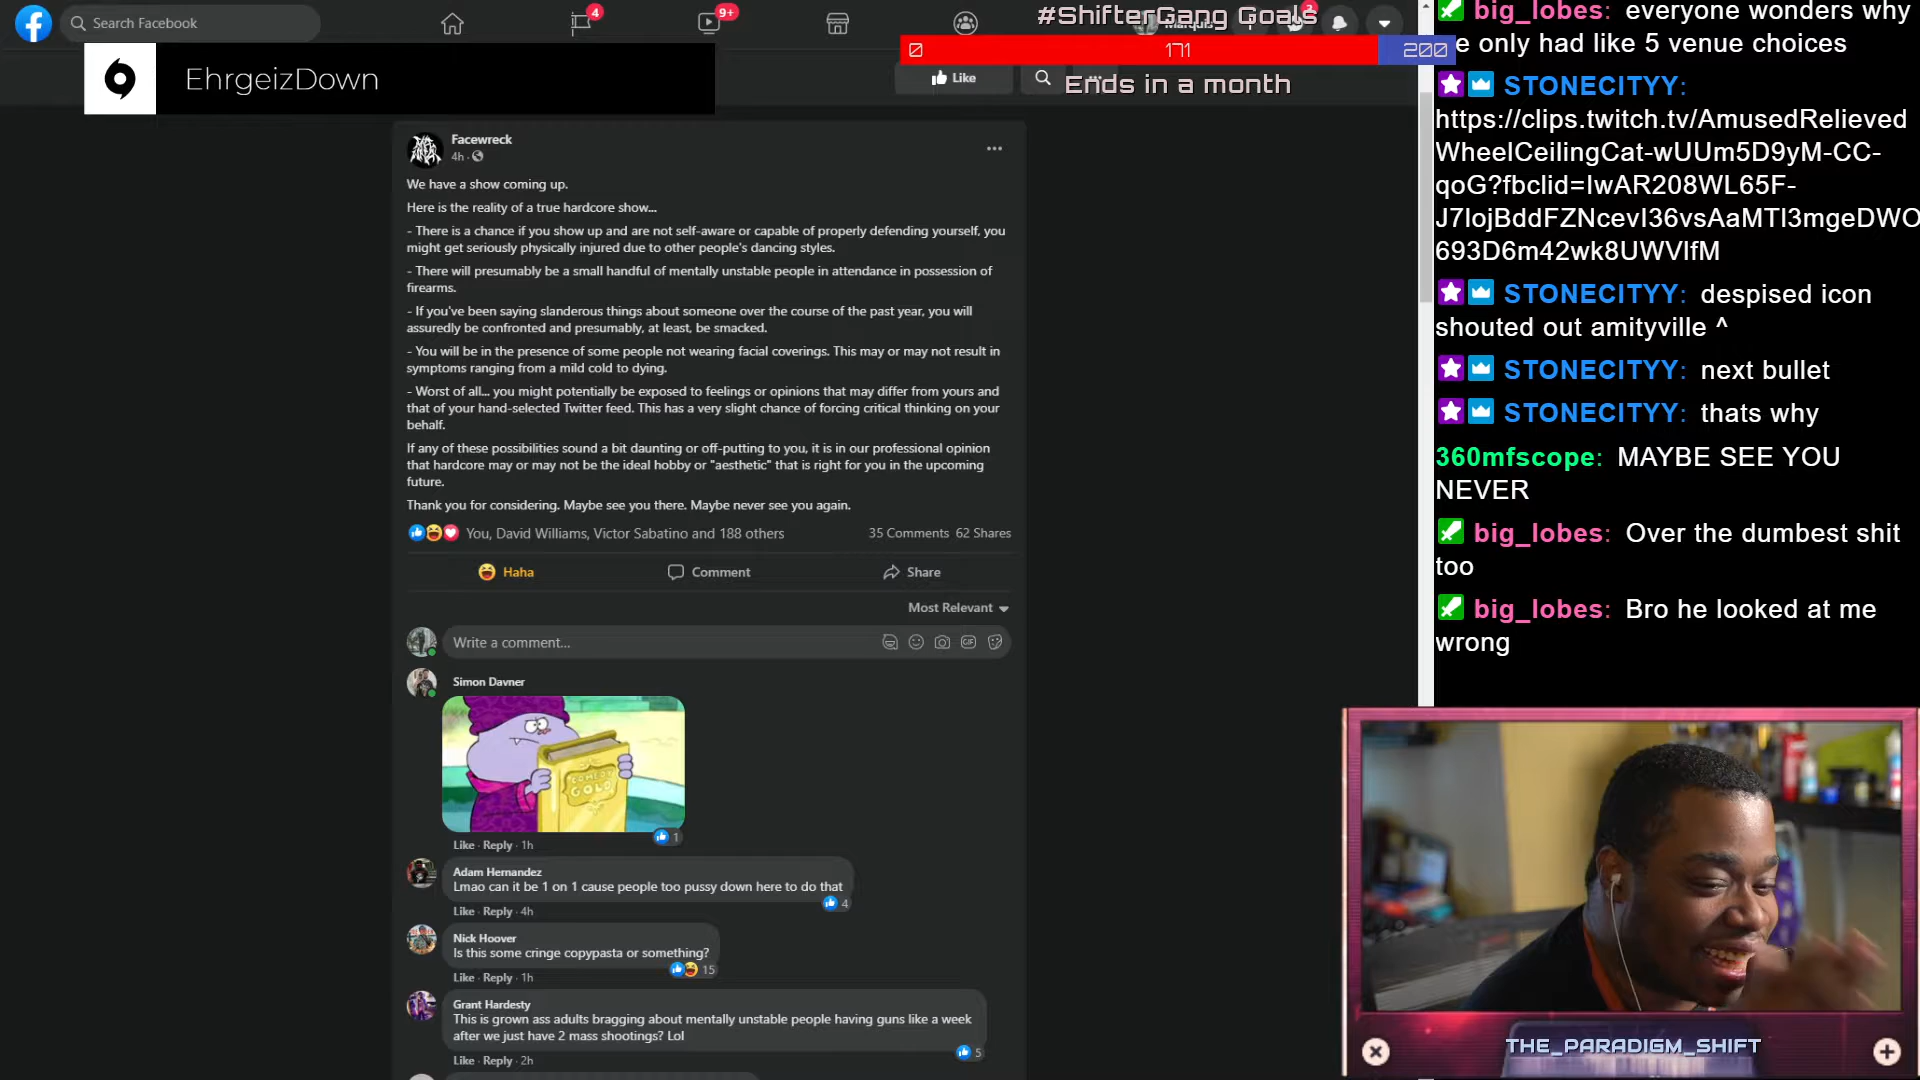 Search Facebook
4
9+
#ShifterGang Goals
0
171
200
Ends in a month
EhrgeizDown
Like
Facewreck
4h
We have a show coming up.
Here is the reality of a true hardcore show...
- There is a chance if you show up and are not self-aware or capable of properly defending yourself, you
might get seriously physically injured due to other people's dancing styles.
- There will presumably be a small handful of mentally unstable people in attendance in possession of
firearms.
- If you've been saying slanderous things about someone over the course of the past year, you will
assuredly be confronted and presumably, at least, be smacked.
- You will be in the presence of some people not wearing facial coverings. This may or may not result in
symptoms ranging from a mild cold to dying.
- Worst of all... you might potentially be exposed to feelings or opinions that may differ from yours and
that of your hand-selected Twitter feed. This has a very slight chance of forcing critical thinking on your
behalf.
If any of these possibilities sound a bit daunting or off-putting to you, it is in our professional opinion
that hardcore may or may not be the ideal hobby or "aesthetic" that is right for you in the upcoming
future.
Thank you for considering. Maybe see you there. Maybe never see you again.
You, David Williams, Victor Sabatino and 188 others
35 Comments 62 Shares
Haha
Comment
Share
Most Relevant
Write a comment...
GIF
Simon Davner
COMEDY
GOLD
1
Like · Reply · 1h
Adam Hernandez
Lmao can it be 1 on 1 cause people too pussy down here to do that
4
Like · Reply · 4h
Nick Hoover
Is this some cringe copypasta or something?
15
Like · Reply · 1h
Grant Hardesty
This is grown ass adults bragging about mentally unstable people having guns like a week
after we just have 2 mass shootings? Lol
5
Like · Reply · 2h
big_lobes: everyone wonders why
e only had like 5 venue choices
STONECITYY:
https://clips.twitch.tv/AmusedRelieved
WheelCeilingCat-wUUm5D9yM-CC-
qoG?fbclid=IwAR208WL65F-
J7lojBddFZNcevI36vsAaMTl3mgeDWO
693D6m42wk8UWVIfM
STONECITYY: despised icon
shouted out amityville ^
STONECITYY: next bullet
STONECITYY: thats why
360mfscope: MAYBE SEE YOU
NEVER
big_lobes: Over the dumbest shit
too
big_lobes: Bro he looked at me
wrong
THE_PARADIGM_SHIFT